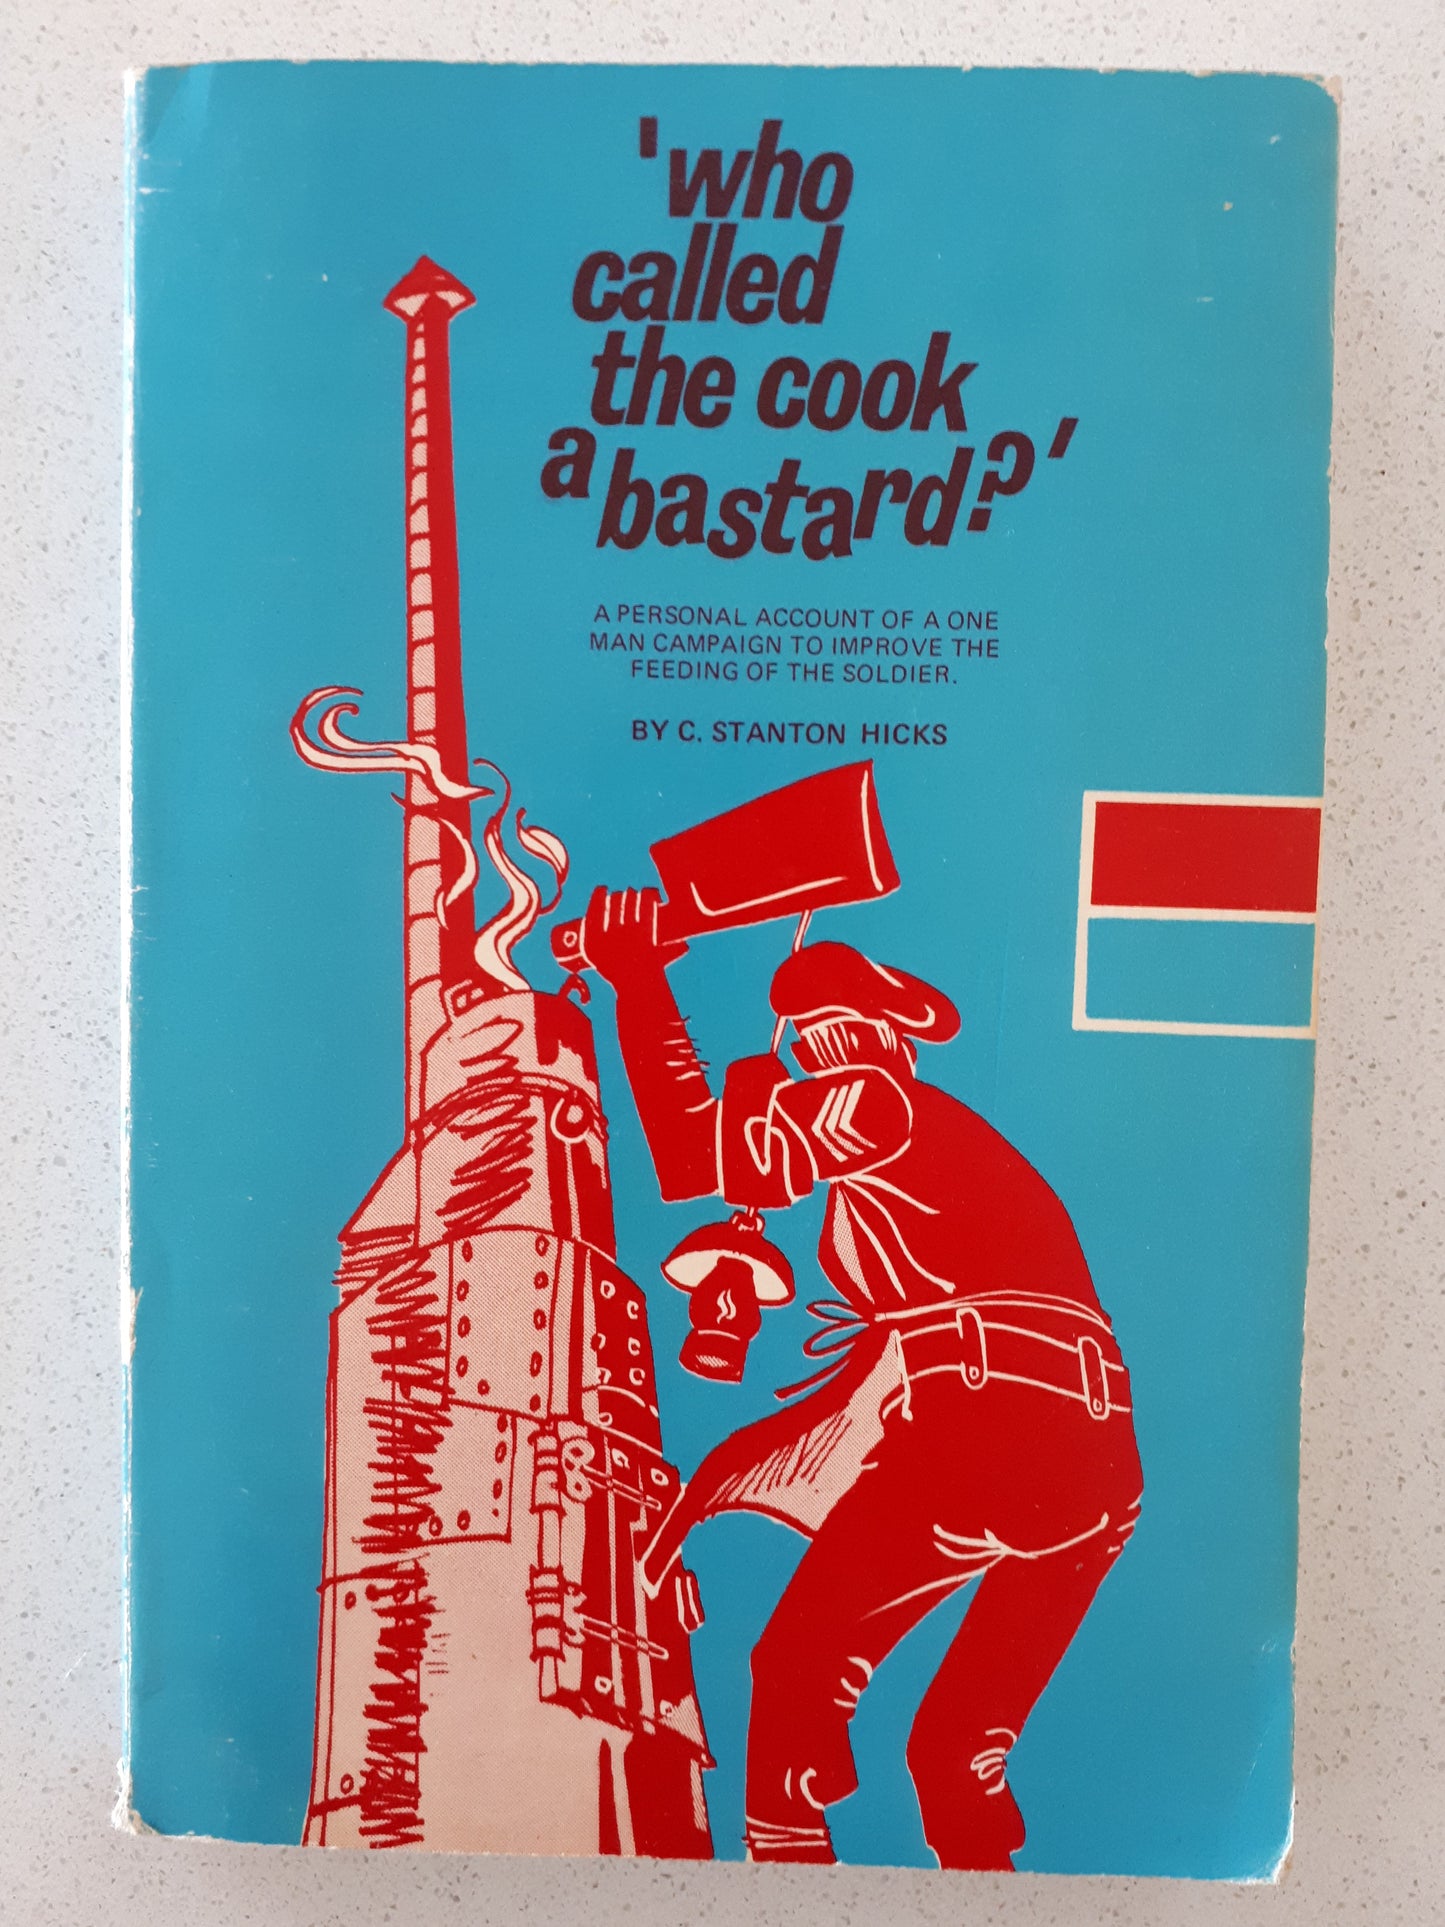 'who
called
the cook
a bastard?'
A PERSONAL ACCOUNT OF A ONE
MAN CAMPAIGN TO IMPROVE THE
FEEDING OF THE SOLDIER.
BY C. STANTON HICKS